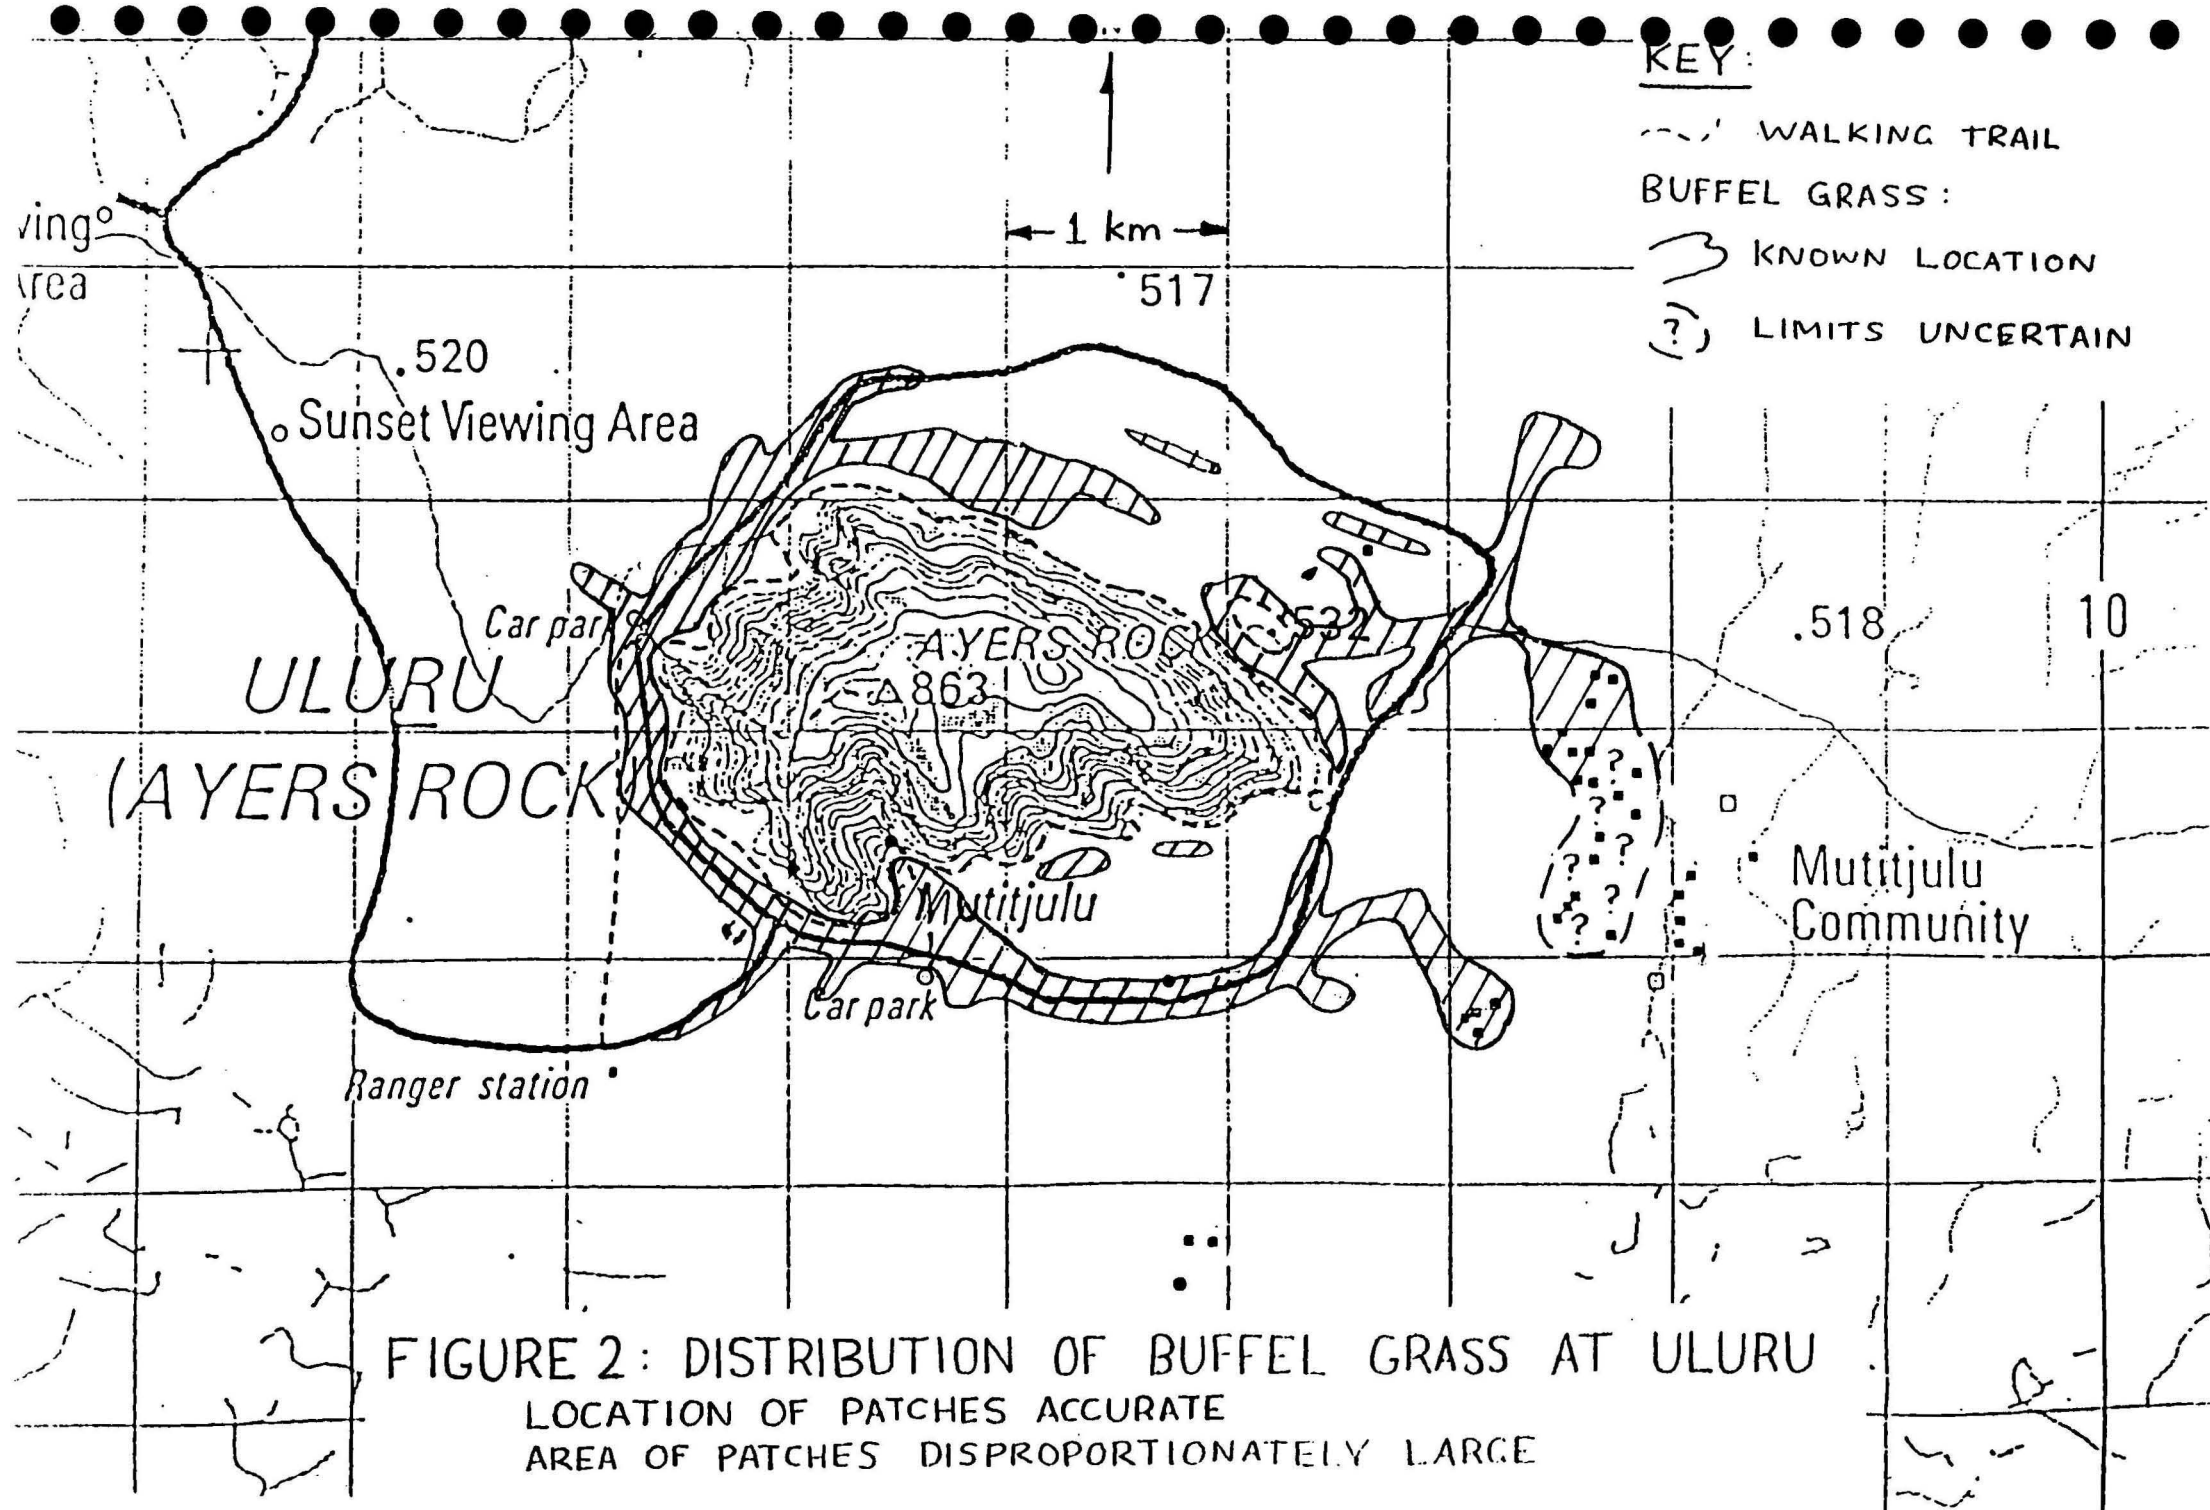 KEY:
WALKING TRAIL
BUFFEL GRASS:
KNOWN LOCATION
? LIMITS UNCERTAIN
1 km
.517
.520
Sunset Viewing Area
Area
Car park
ULURU
(AYERS ROCK)
AYERS ROCK
863
532
.518
10
Mutitjulu
Car park
Mutitjulu
Community
? ? ? ? ? ? ?
Ranger station
FIGURE 2: DISTRIBUTION OF BUFFEL GRASS AT ULURU
LOCATION OF PATCHES ACCURATE
AREA OF PATCHES DISPROPORTIONATELY LARGE